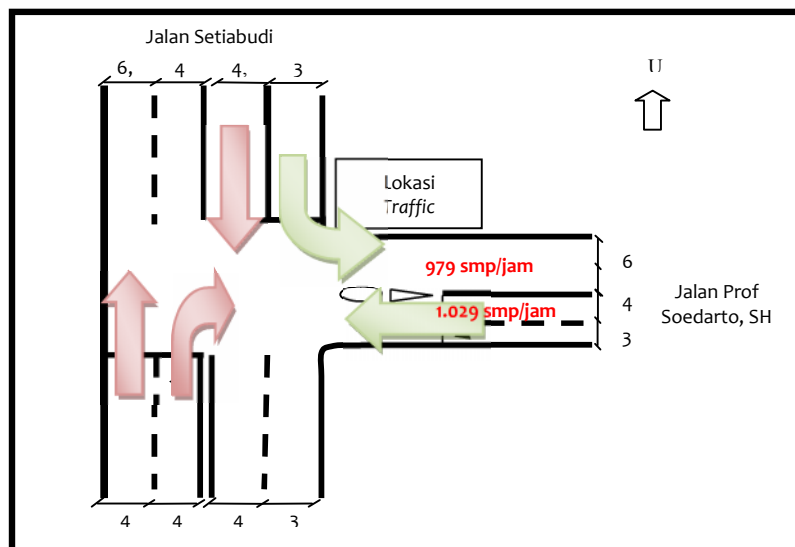 Jalan Setiabudi
6, 4 4, 3
U
Lokasi
Traffic
979 smp/jam
6
1.029 smp/jam
4
Jalan Prof
Soedarto, SH
3
4 4 4 3